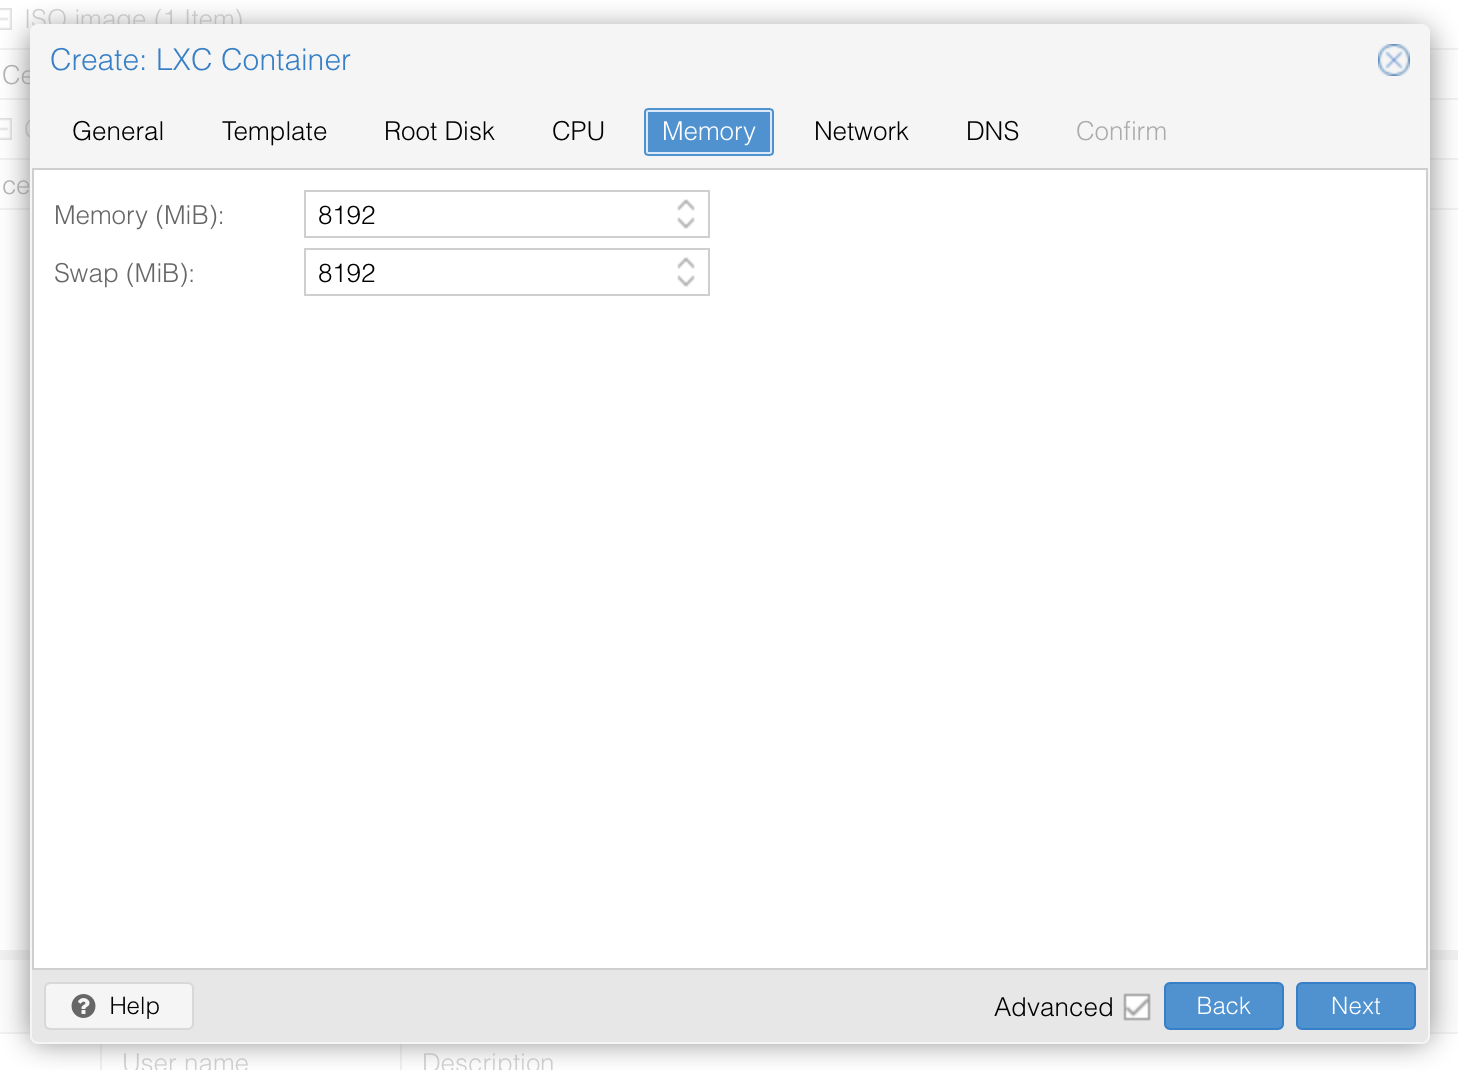 ISO image (1 Item)
Create: LXC Container
Ce
General Template Root Disk CPU Memory Network DNS Confirm
ce
Memory (MiB): 8192
Swap (MiB): 8192
? Help Advanced Back Next
User name Description